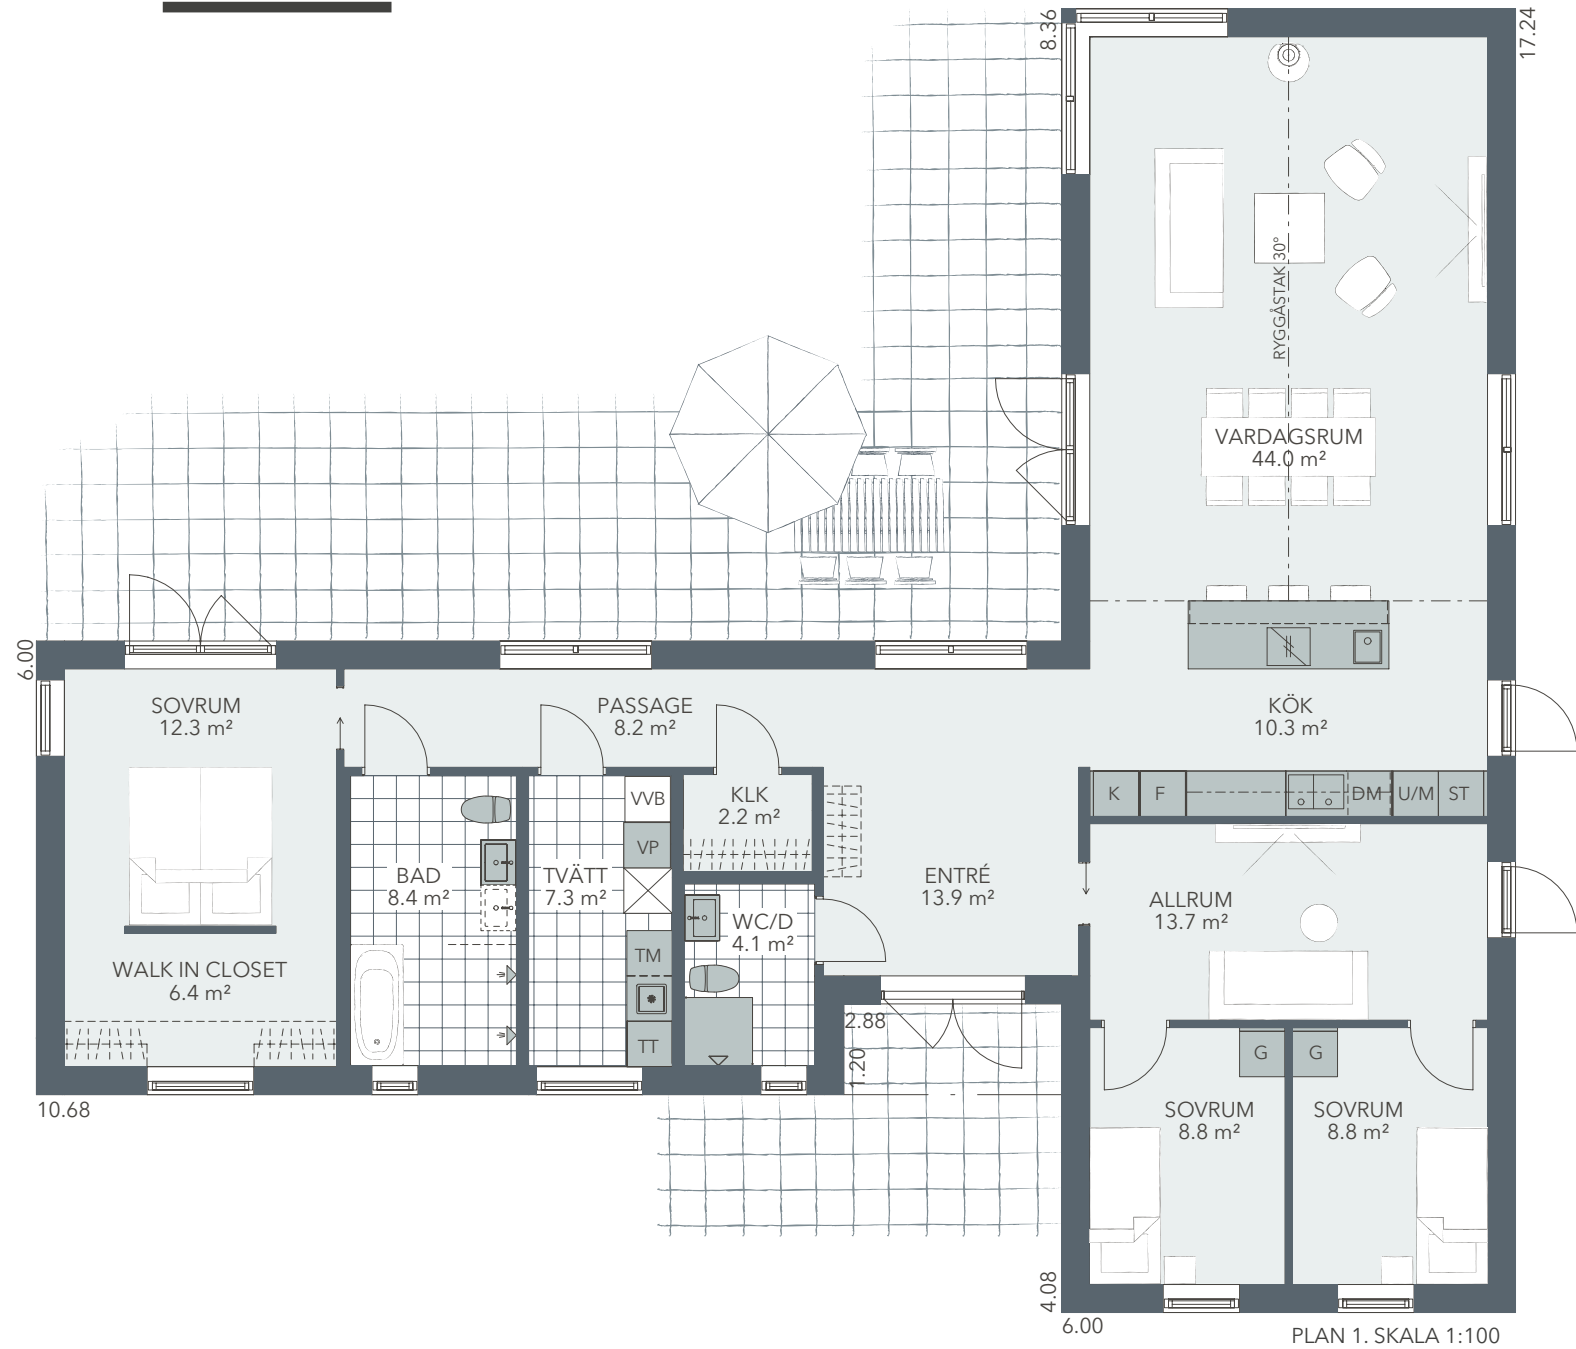 8.36
17.24
RYGGÅSTAK 30°
VARDAGSRUM
44.0 m²
6.00
SOVRUM
12.3 m²
PASSAGE
8.2 m²
KÖK
10.3 m²
K
F
DM
U/M
ST
VVB
KLK
2.2 m²
VP
BAD
8.4 m²
TVÄTT
7.3 m²
ENTRÉ
13.9 m²
ALLRUM
13.7 m²
WC/D
4.1 m²
TM
WALK IN CLOSET
6.4 m²
2.88
1.20
TT
G
G
10.68
SOVRUM
8.8 m²
SOVRUM
8.8 m²
4.08
6.00
PLAN 1. SKALA 1:100